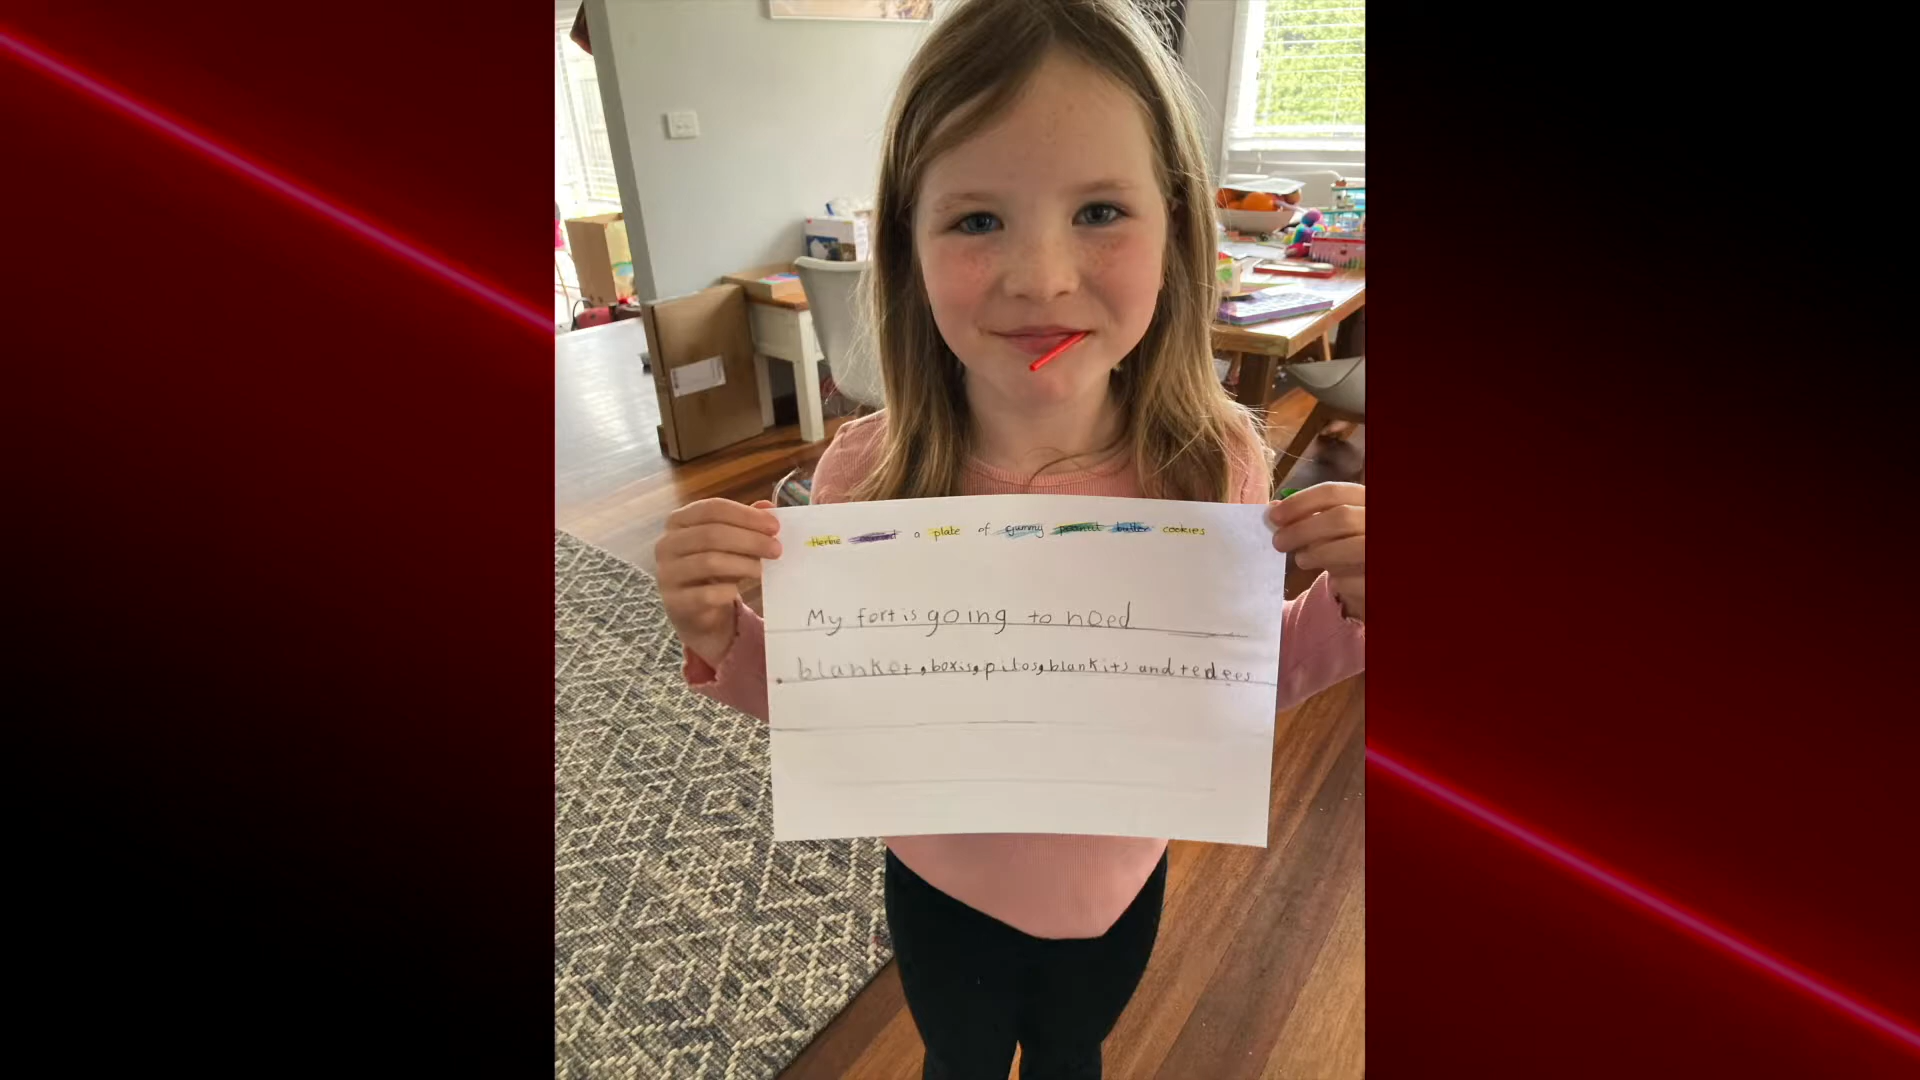 Herbie a plate of gummy peanut butter cookies
My fort is going to need
blanket, boxis, pilos, blankits and tedees